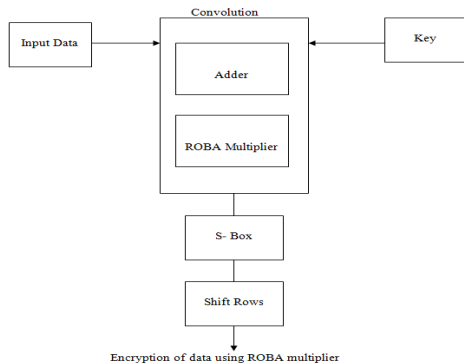 Convolution
Input Data
Key
Adder
ROBA Multiplier
S- Box
Shift Rows
Encryption of data using ROBA multiplier